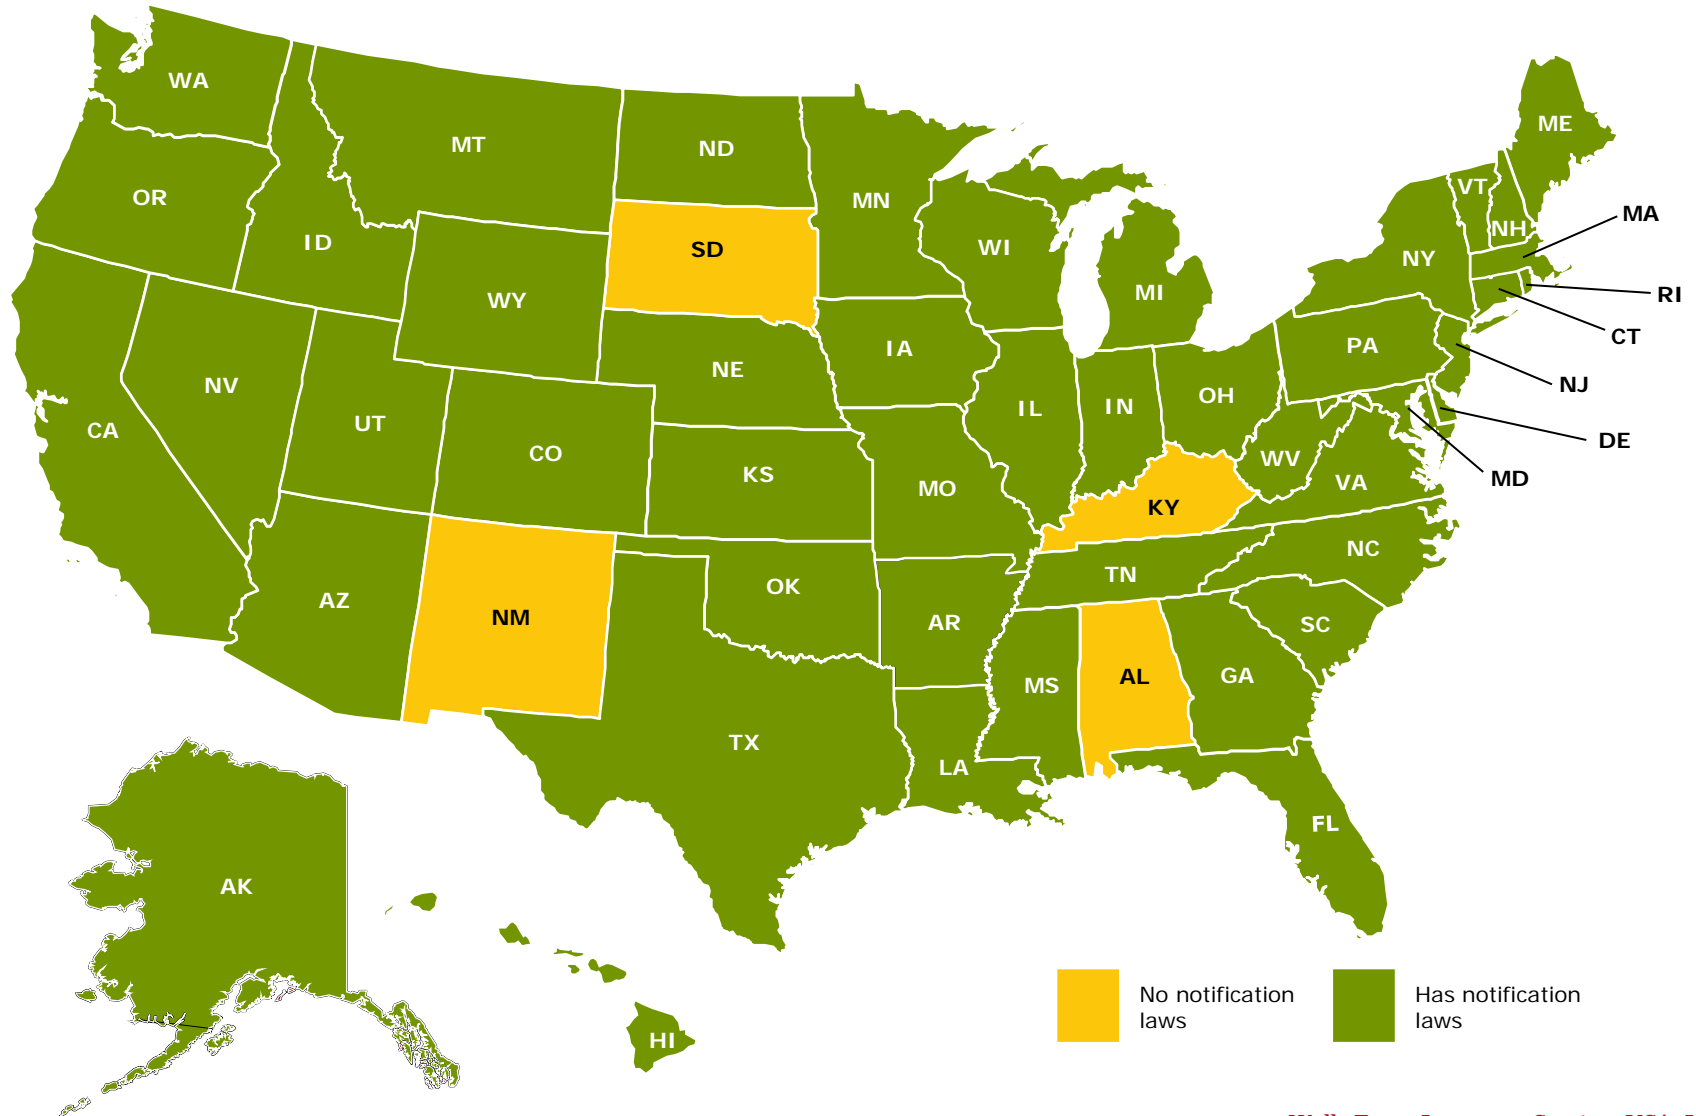 WA
MT
ND
MN
ME
OR
ID
SD
WI
VT
NH
MA
WY
MI
NY
RI
CT
NV
UT
NE
IA
PA
NJ
CA
CO
KS
IL
IN
OH
DE
MO
WV
VA
MD
KY
AZ
NM
OK
AR
TN
NC
SC
TX
MS
AL
GA
LA
FL
AK
HI
No notification
laws
Has notification
laws